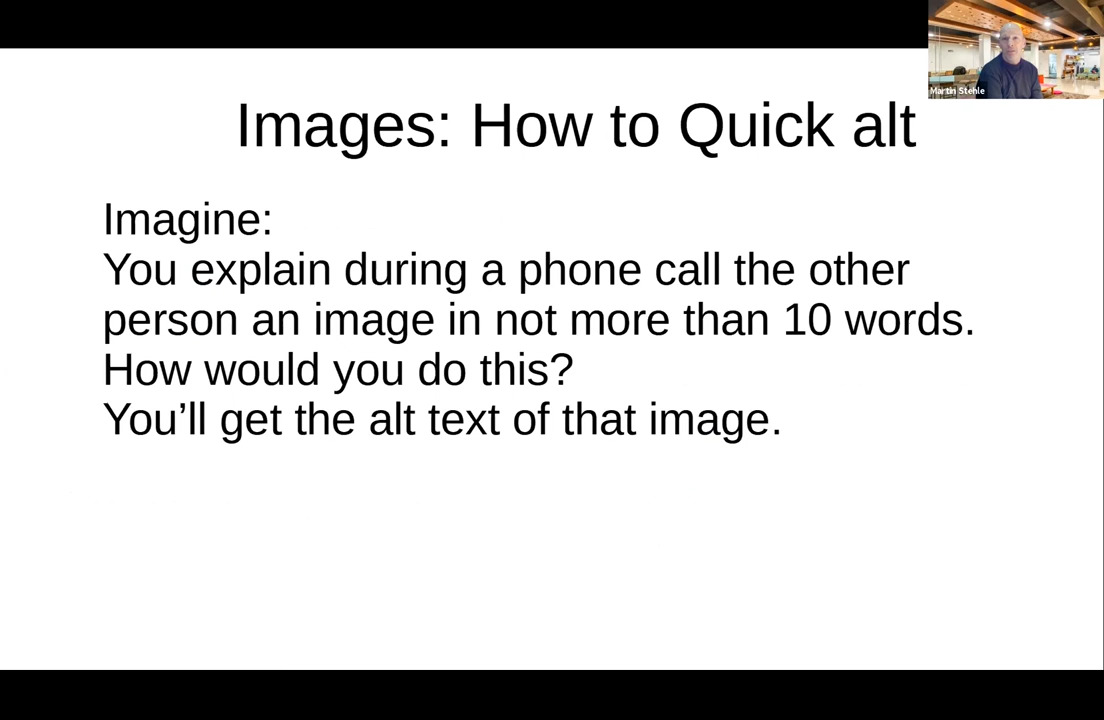 Martin Stehle
Images: How to Quick alt
Imagine:
You explain during a phone call the other
person an image in not more than 10 words.
How would you do this?
You’ll get the alt text of that image.